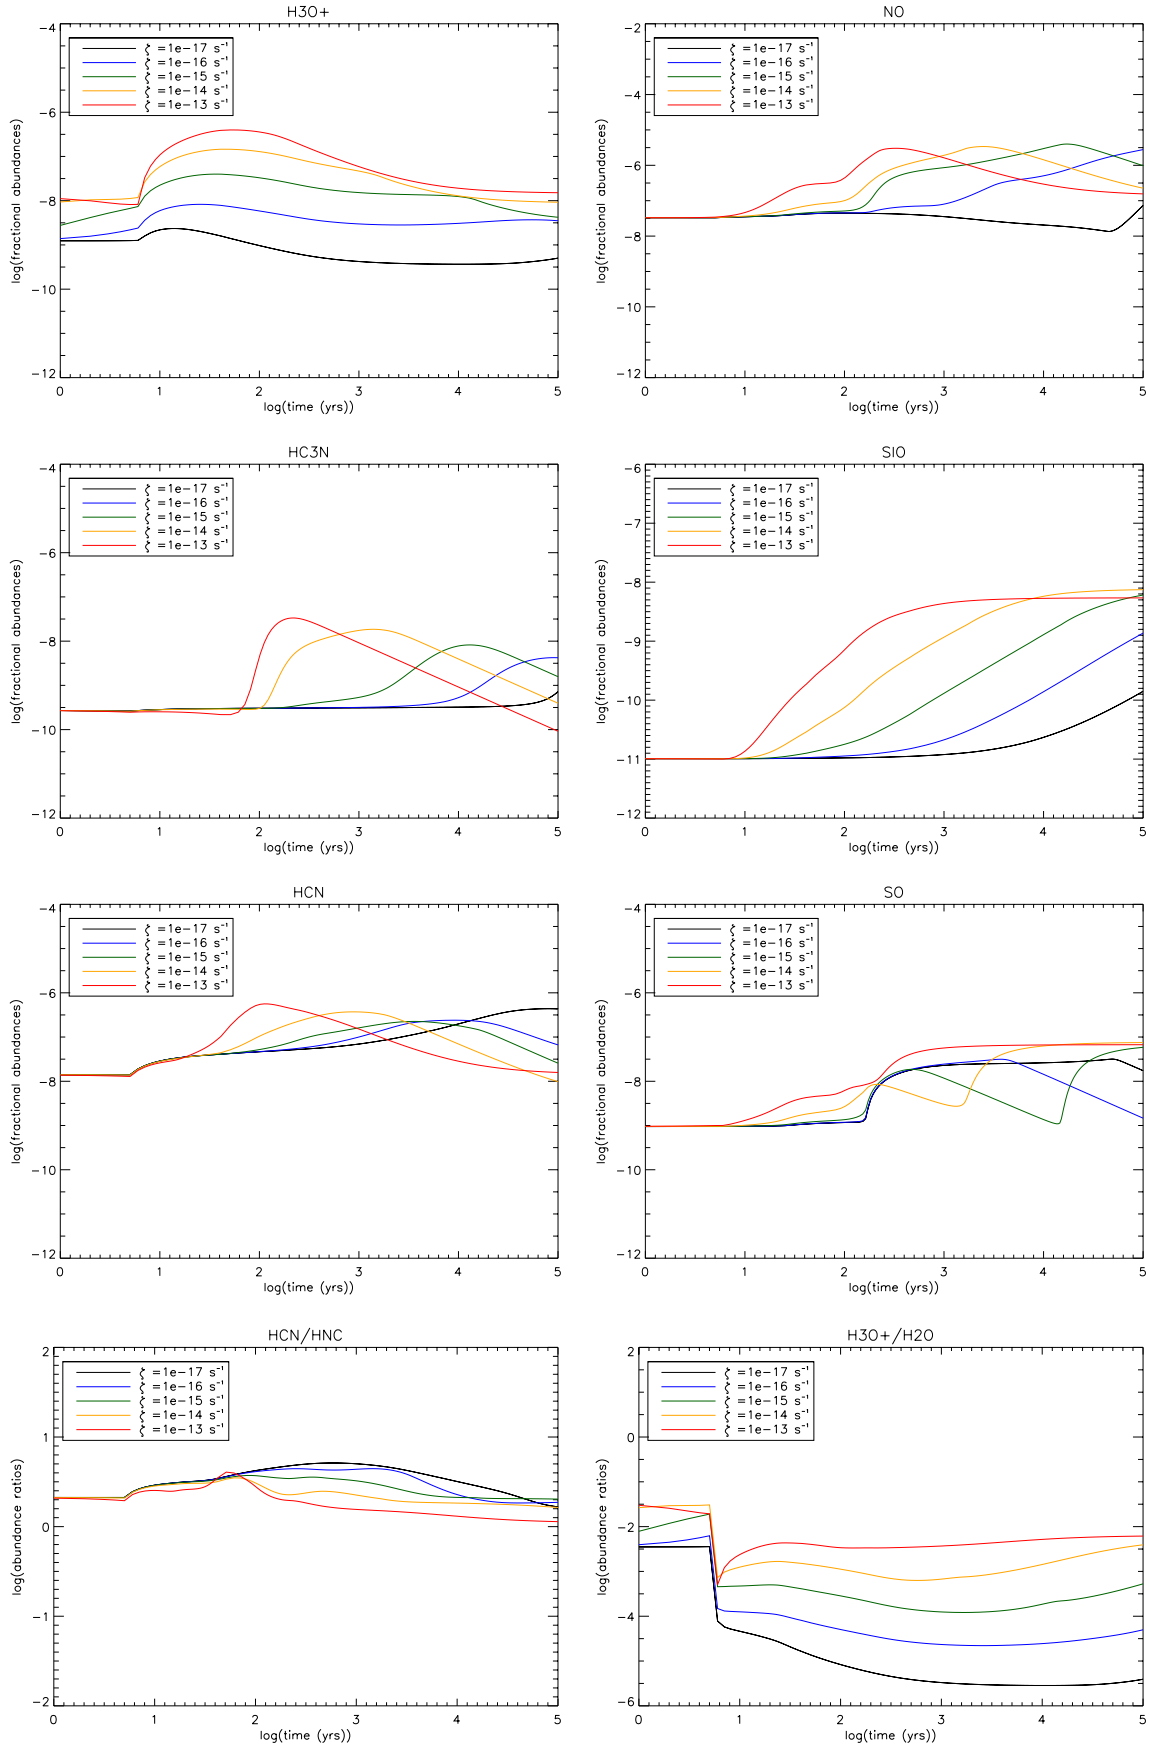 H3O+
-4
-6
-8
-10
-12
log(fractional abundances)
ζ =1e-17 s⁻¹
ζ =1e-16 s⁻¹
ζ =1e-15 s⁻¹
ζ =1e-14 s⁻¹
ζ =1e-13 s⁻¹
0 1 2 3 4 5
log(time (yrs))
NO
-2
-4
-6
-8
-10
-12
log(fractional abundances)
ζ =1e-17 s⁻¹
ζ =1e-16 s⁻¹
ζ =1e-15 s⁻¹
ζ =1e-14 s⁻¹
ζ =1e-13 s⁻¹
0 1 2 3 4 5
log(time (yrs))
HC3N
-4
-6
-8
-10
-12
log(fractional abundances)
ζ =1e-17 s⁻¹
ζ =1e-16 s⁻¹
ζ =1e-15 s⁻¹
ζ =1e-14 s⁻¹
ζ =1e-13 s⁻¹
0 1 2 3 4 5
log(time (yrs))
SIO
-6
-7
-8
-9
-10
-11
-12
log(fractional abundances)
ζ =1e-17 s⁻¹
ζ =1e-16 s⁻¹
ζ =1e-15 s⁻¹
ζ =1e-14 s⁻¹
ζ =1e-13 s⁻¹
0 1 2 3 4 5
log(time (yrs))
HCN
-4
-6
-8
-10
-12
log(fractional abundances)
ζ =1e-17 s⁻¹
ζ =1e-16 s⁻¹
ζ =1e-15 s⁻¹
ζ =1e-14 s⁻¹
ζ =1e-13 s⁻¹
0 1 2 3 4 5
log(time (yrs))
SO
-4
-6
-8
-10
-12
log(fractional abundances)
ζ =1e-17 s⁻¹
ζ =1e-16 s⁻¹
ζ =1e-15 s⁻¹
ζ =1e-14 s⁻¹
ζ =1e-13 s⁻¹
0 1 2 3 4 5
log(time (yrs))
HCN/HNC
2
1
0
-1
-2
log(abundance ratios)
ζ =1e-17 s⁻¹
ζ =1e-16 s⁻¹
ζ =1e-15 s⁻¹
ζ =1e-14 s⁻¹
ζ =1e-13 s⁻¹
0 1 2 3 4 5
log(time (yrs))
H3O+/H2O
2
0
-2
-4
-6
log(abundance ratios)
ζ =1e-17 s⁻¹
ζ =1e-16 s⁻¹
ζ =1e-15 s⁻¹
ζ =1e-14 s⁻¹
ζ =1e-13 s⁻¹
0 1 2 3 4 5
log(time (yrs))